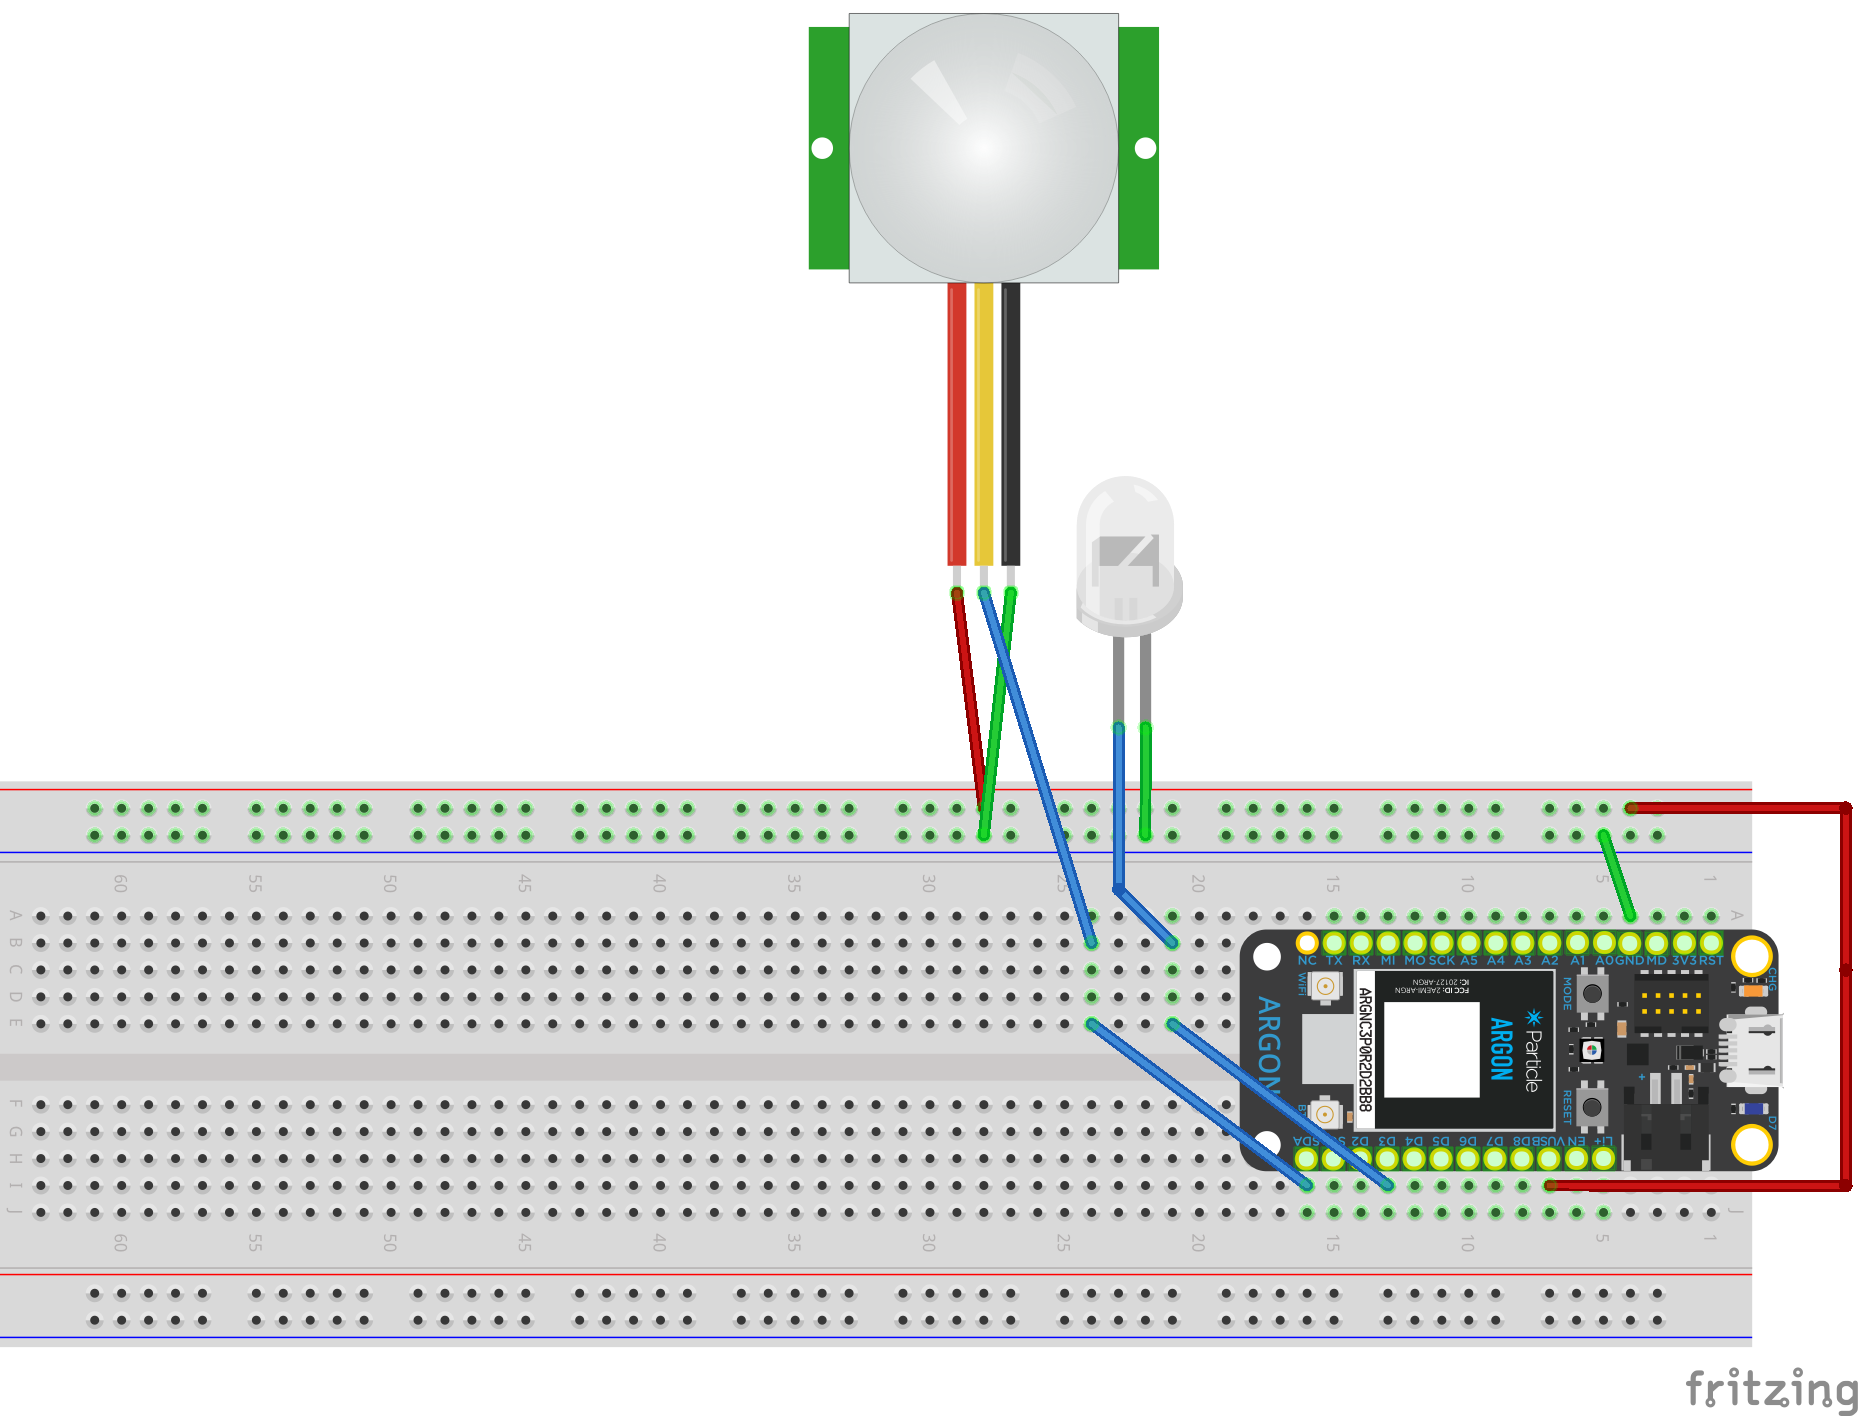 60 55 50 45 40 35 30 25 20 15 10 5 1
A A
B
C
D
E
NC TX RX MI MO SCK A5 A4 A3 A2 A1 A0 GND MD 3V3 RST
WiFi
ARGON
ARGNC3P0R2D2BB8
FCC ID: 2AEMI-ARGN
IC: 20127-ARGN
ARGON
Particle
MODE
RESET
CHG
D7
+
SDA D2 D3 D4 D5 D6 D7 D8 VUSB EN Li+
F
G
H
I
J J
60 55 50 45 40 35 30 25 20 15 10 5 1
fritzing